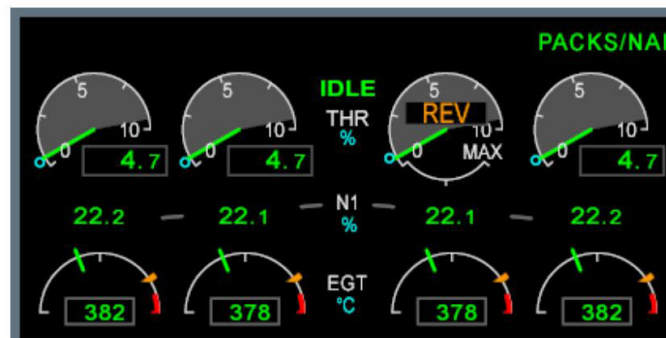 PACKS/NAI
5 5 IDLE 5 5
REV
10 10 THR 10 10
0 4.7 0 4.7 % 0 MAX 0 4.7
22.2 22.1 N1 22.1 22.2
%
EGT
382 378 °C 378 382